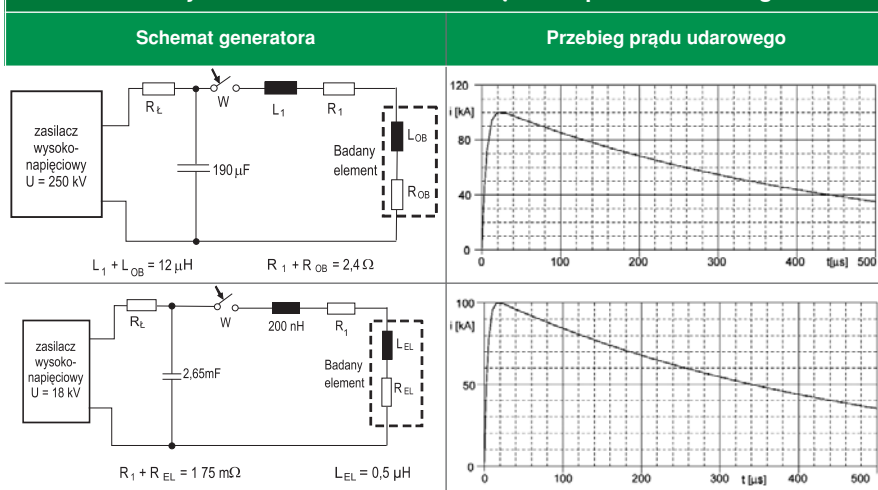 Schemat generatora
Przebieg prądu udarowego
zasilacz
wysoko-
napięciowy
U = 250 kV
RŁ
W
L1
R1
190 μF
Badany
element
LOB
ROB
L1 + LOB = 12 μH
R1 + ROB = 2,4 Ω
120
i [kA]
80
40
0
0
100
200
300
400
t[μs]
500
zasilacz
wysoko-
napięciowy
U = 18 kV
RŁ
W
200 nH
R1
2,65mF
Badany
element
LEL
REL
R1 + REL = 1 75 mΩ
LEL = 0,5 μH
100
i [kA]
50
0
0
100
200
300
t [μs]
400
500